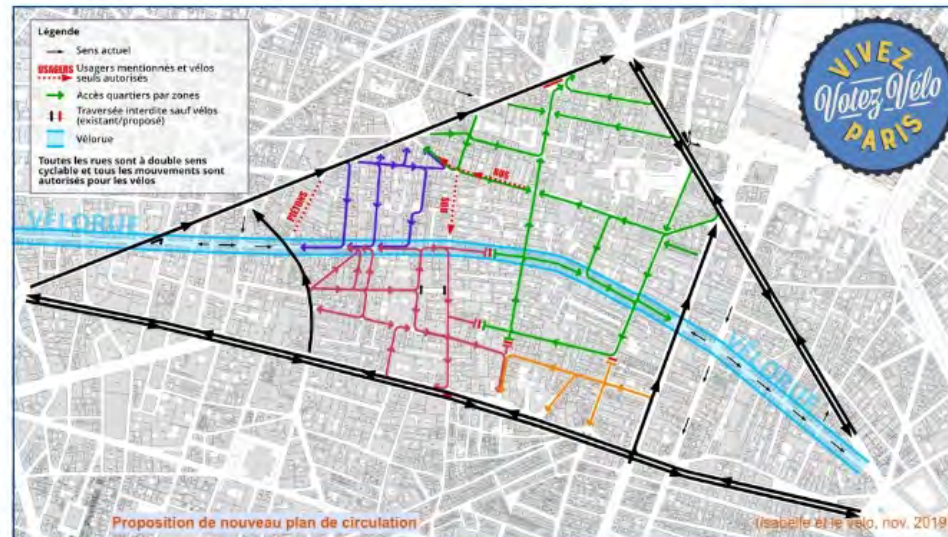 Légende
Sens actuel
USAGERS Usagers mentionnés et vélos
seuls autorisés
Accès quartiers par zones
Traversée interdite sauf vélos
(existant/proposé)
Vélorue
Toutes les rues sont à double sens
cyclable et tous les mouvements sont
autorisés pour les vélos
VIVEZ
Votez Vélo
PARIS
BUS
PIÉTONS
BUS
VÉLORUE
VÉLORUE
Proposition de nouveau plan de circulation
(Isabelle et le vélo, nov. 2019)